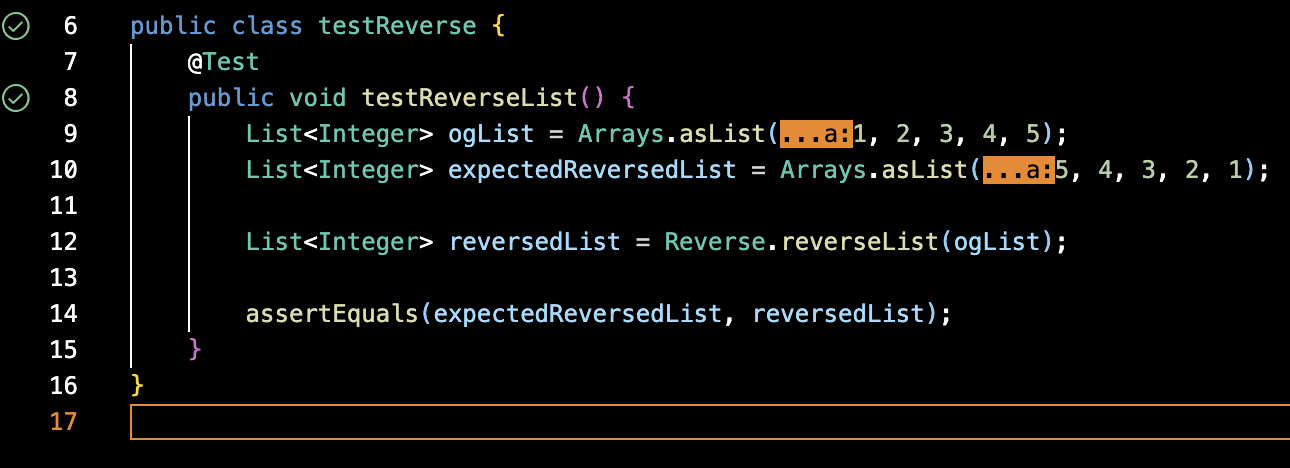 6 public class testReverse {
7 @Test
8 public void testReverseList() {
9 List<Integer> ogList = Arrays.asList(...a:1, 2, 3, 4, 5);
10 List<Integer> expectedReversedList = Arrays.asList(...a:5, 4, 3, 2, 1);
11
12 List<Integer> reversedList = Reverse.reverseList(ogList);
13
14 assertEquals(expectedReversedList, reversedList);
15 }
16 }
17